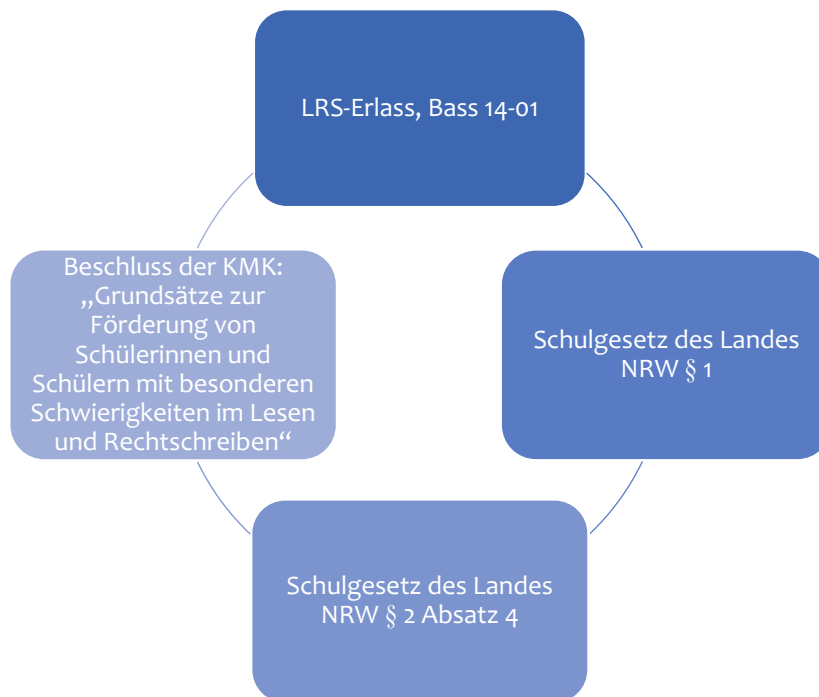 LRS-Erlass, Bass 14-01
Beschluss der KMK:
„Grundsätze zur
Förderung von
Schülerinnen und
Schülern mit besonderen
Schwierigkeiten im Lesen
und Rechtschreiben“
Schulgesetz des Landes
NRW § 1
Schulgesetz des Landes
NRW § 2 Absatz 4